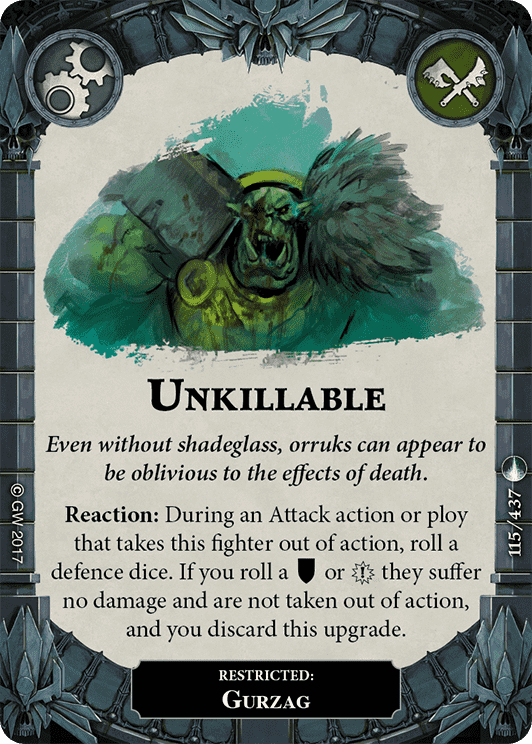 UNKILLABLE
Even without shadeglass, orruks can appear to
be oblivious to the effects of death.
Reaction: During an Attack action or ploy
that takes this fighter out of action, roll a
defence dice. If you roll a or they suffer
no damage and are not taken out of action,
and you discard this upgrade.
RESTRICTED:
GURZAG
© GW 2017
115/437